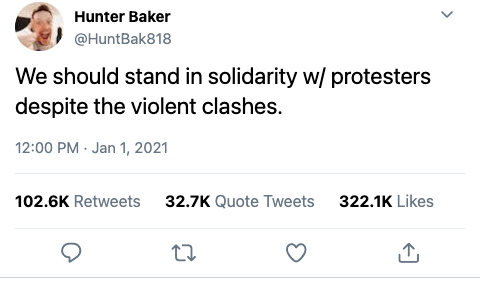 Hunter Baker
@HuntBak818
We should stand in solidarity w/ protesters
despite the violent clashes.
12:00 PM · Jan 1, 2021
102.6K Retweets 32.7K Quote Tweets 322.1K Likes